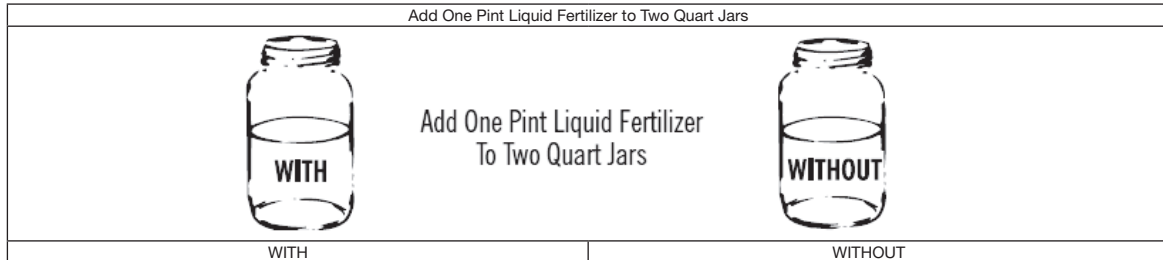 Add One Pint Liquid Fertilizer to Two Quart Jars
Add One Pint Liquid Fertilizer
To Two Quart Jars
WITH
WITHOUT
WITH
WITHOUT